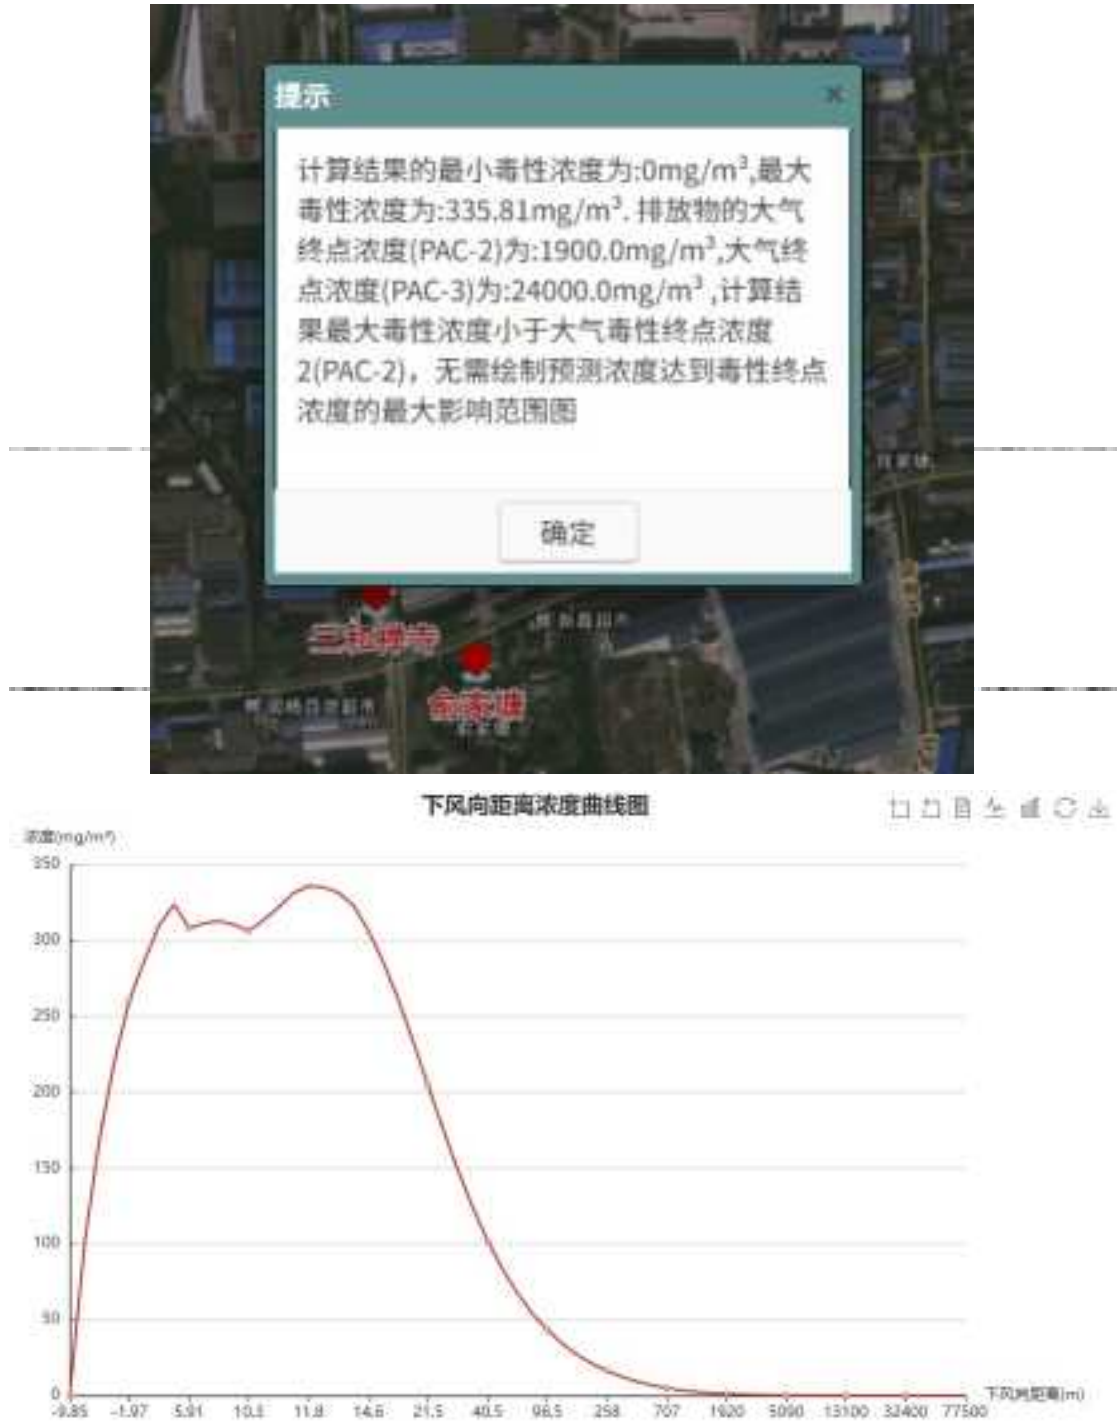 提示
计算结果的最小毒性浓度为:0mg/m³,最大
毒性浓度为:335.81mg/m³. 排放物的大气
终点浓度(PAC-2)为:1900.0mg/m³,大气终
点浓度(PAC-3)为:24000.0mg/m³ ,计算结
果最大毒性浓度小于大气毒性终点浓度
2(PAC-2)，无需绘制预测浓度达到毒性终点
浓度的最大影响范围图
确定
俞家塘
下风向距离浓度曲线图
浓度(mg/m³)
350
300
250
200
150
100
50
0
-9.85 -1.97 5.91 10.3 11.8 14.6 21.5 40.5 96.5 258 707 1920 5090 13100 32400 77500
下风向距离(m)